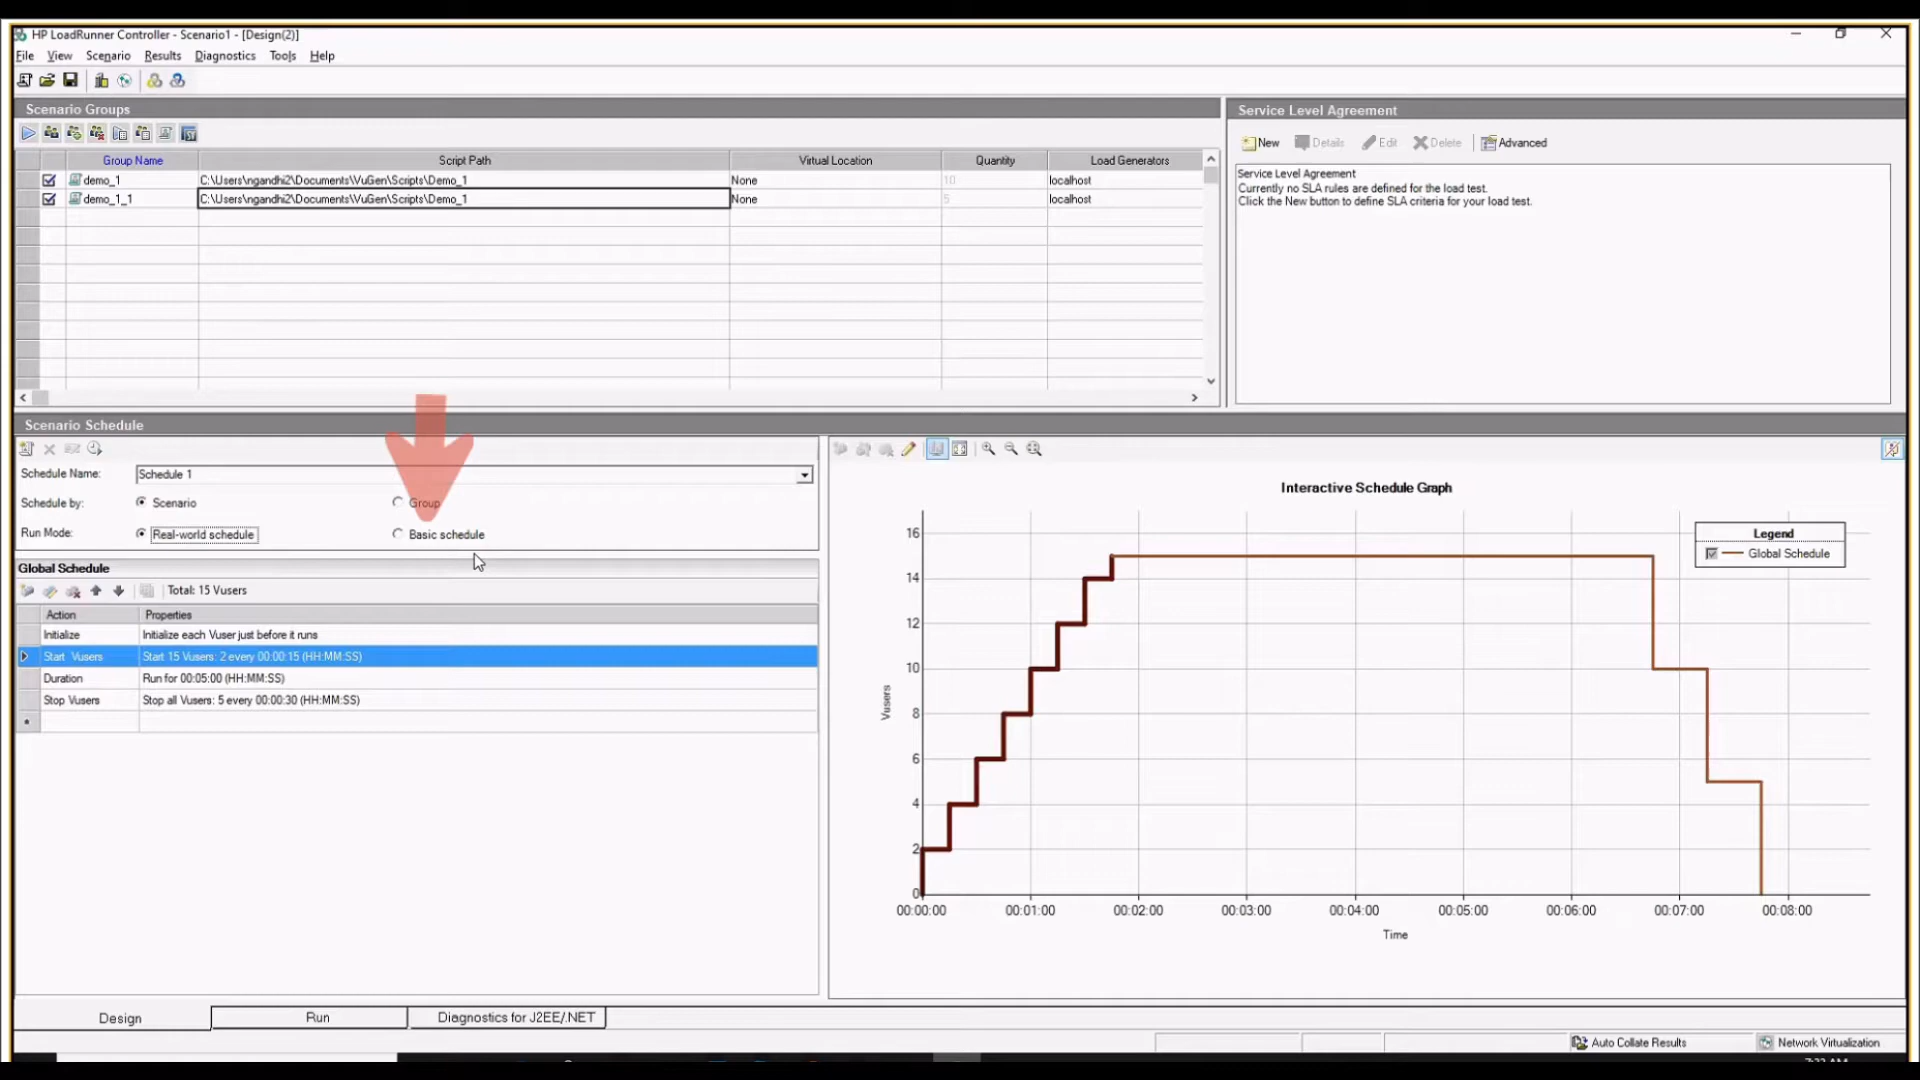 HP LoadRunner Controller - Scenario1 - [Design(2)]
File View Scenario Results Diagnostics Tools Help
Scenario Groups
Group Name Script Path Virtual Location Quantity Load Generators
demo_1 C:\Users\ngandhi2\Documents\VuGen\Scripts\Demo_1 None 10 localhost
demo_1_1 C:\Users\ngandhi2\Documents\VuGen\Scripts\Demo_1 None 5 localhost
Service Level Agreement
New Details Edit Delete Advanced
Service Level Agreement
Currently no SLA rules are defined for the load test.
Click the New button to define SLA criteria for your load test.
Scenario Schedule
Schedule Name: Schedule 1
Schedule by: Scenario Group
Run Mode: Real-world schedule Basic schedule
Global Schedule
Total: 15 Vusers
Action Properties
Initialize Initialize each Vuser just before it runs
Start Vusers Start 15 Vusers: 2 every 00:00:15 (HH:MM:SS)
Duration Run for 00:05:00 (HH:MM:SS)
Stop Vusers Stop all Vusers: 5 every 00:00:30 (HH:MM:SS)
Interactive Schedule Graph
Legend
Global Schedule
Vusers
16
14
12
10
8
6
4
2
0
00:00:00 00:01:00 00:02:00 00:03:00 00:04:00 00:05:00 00:06:00 00:07:00 00:08:00
Time
Design Run Diagnostics for J2EE/.NET
Auto Collate Results Network Virtualization